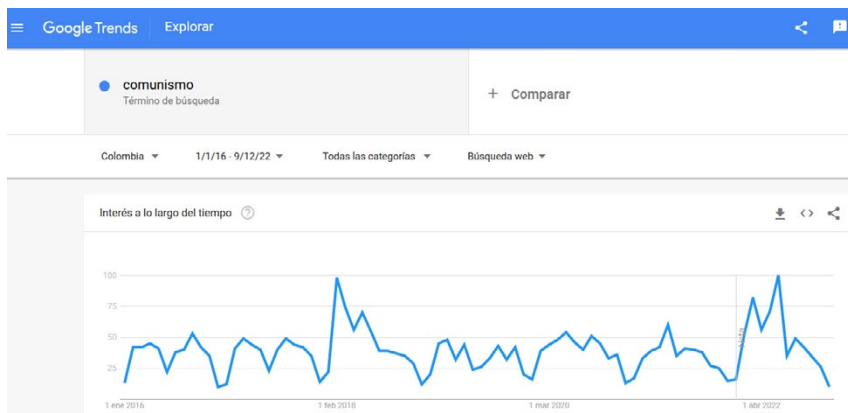 Google Trends Explorar
comunismo
Término de búsqueda
+ Comparar
Colombia 1/1/16 - 9/12/22 Todas las categorías Búsqueda web
Interés a lo largo del tiempo
100
75
50
25
Nota
1 ene 2016 1 feb 2018 1 mar 2020 1 abr 2022